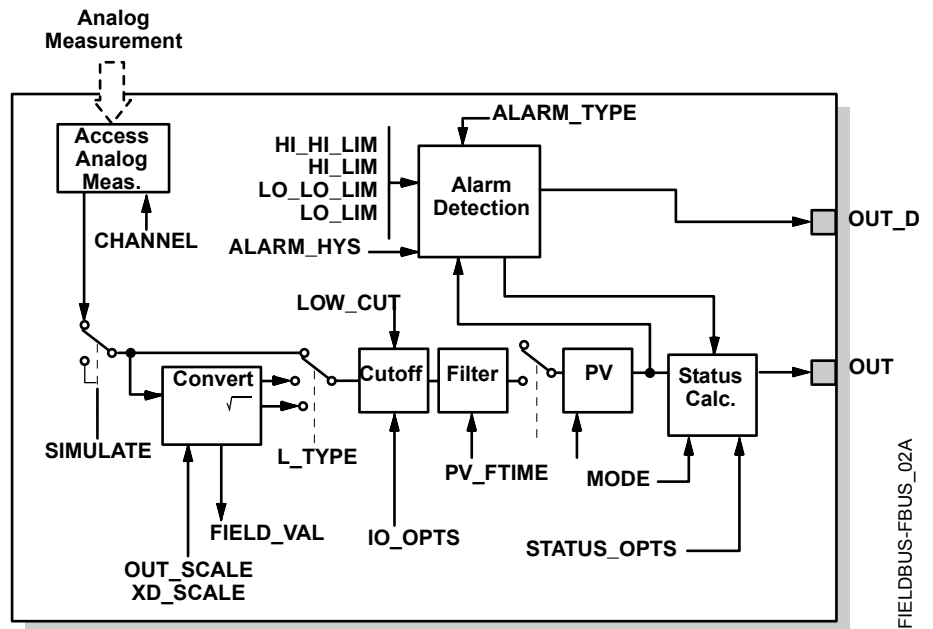 Analog
Measurement
Access
Analog
Meas.
CHANNEL
HI_HI_LIM
HI_LIM
LO_LO_LIM
LO_LIM
ALARM_HYS
ALARM_TYPE
Alarm
Detection
OUT_D
LOW_CUT
SIMULATE
Convert
√
L_TYPE
Cutoff
Filter
PV
Status
Calc.
OUT
FIELD_VAL
OUT_SCALE
XD_SCALE
IO_OPTS
PV_FTIME
MODE
STATUS_OPTS
FIELDBUS-FBUS_02A